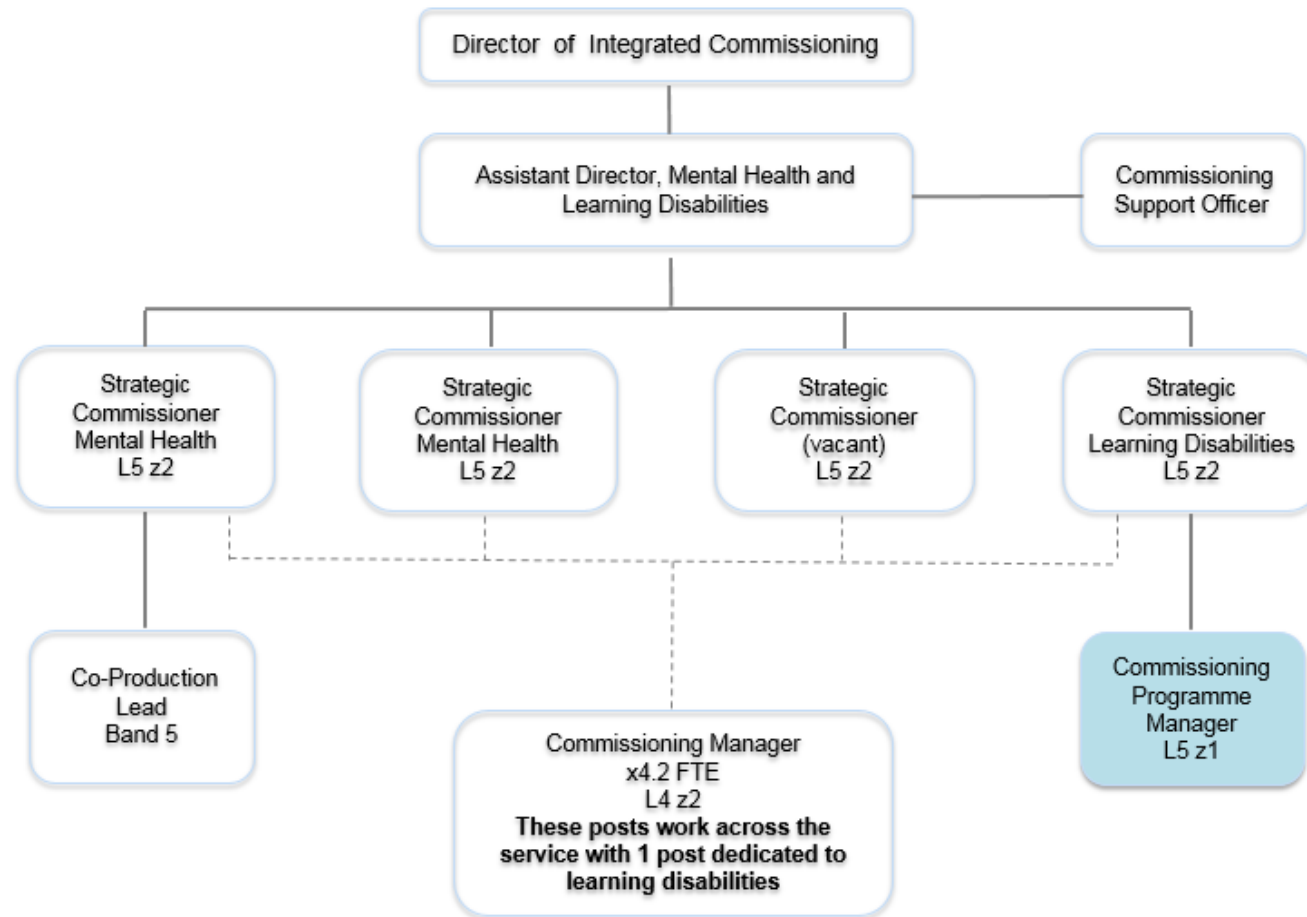 Director of Integrated Commissioning
Assistant Director, Mental Health and
Learning Disabilities
Commissioning
Support Officer
Strategic
Commissioner
Mental Health
L5 z2
Strategic
Commissioner
Mental Health
L5 z2
Strategic
Commissioner
(vacant)
L5 z2
Strategic
Commissioner
Learning Disabilities
L5 z2
Co-Production
Lead
Band 5
Commissioning Manager
x4.2 FTE
L4 z2
These posts work across the
service with 1 post dedicated to
learning disabilities
Commissioning
Programme
Manager
L5 z1